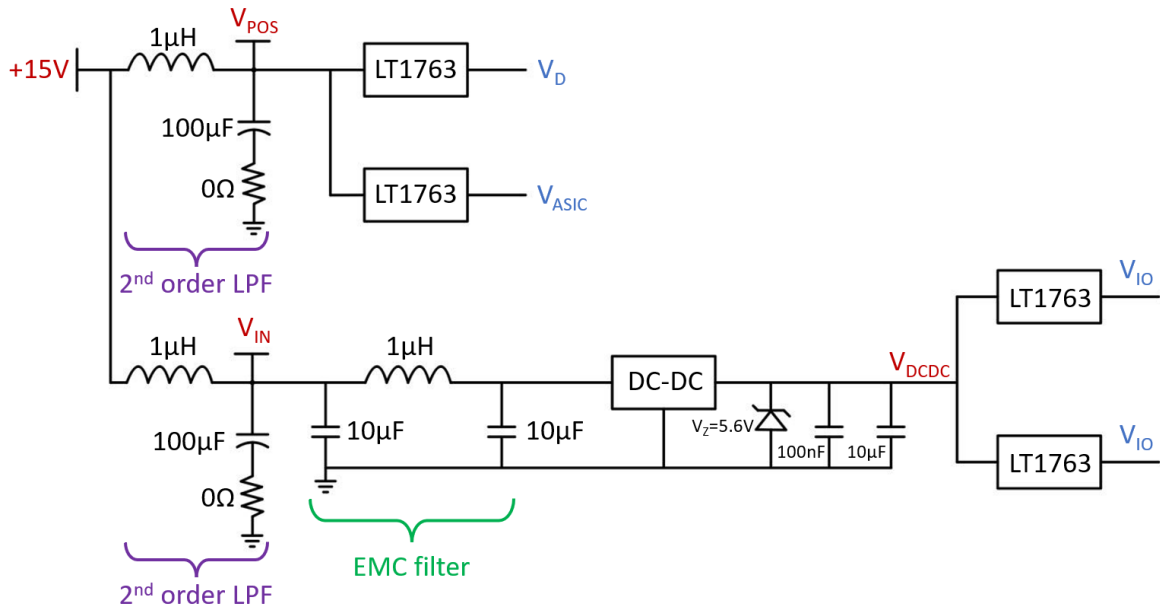 1µH
V_POS
+15V
LT1763
V_D
100µF
0Ω
LT1763
V_ASIC
2nd order LPF
1µH
V_IN
1µH
DC-DC
V_DCDC
LT1763
V_IO
100µF
10µF
10µF
V_Z=5.6V
100nF
10µF
LT1763
V_IO
0Ω
EMC filter
2nd order LPF